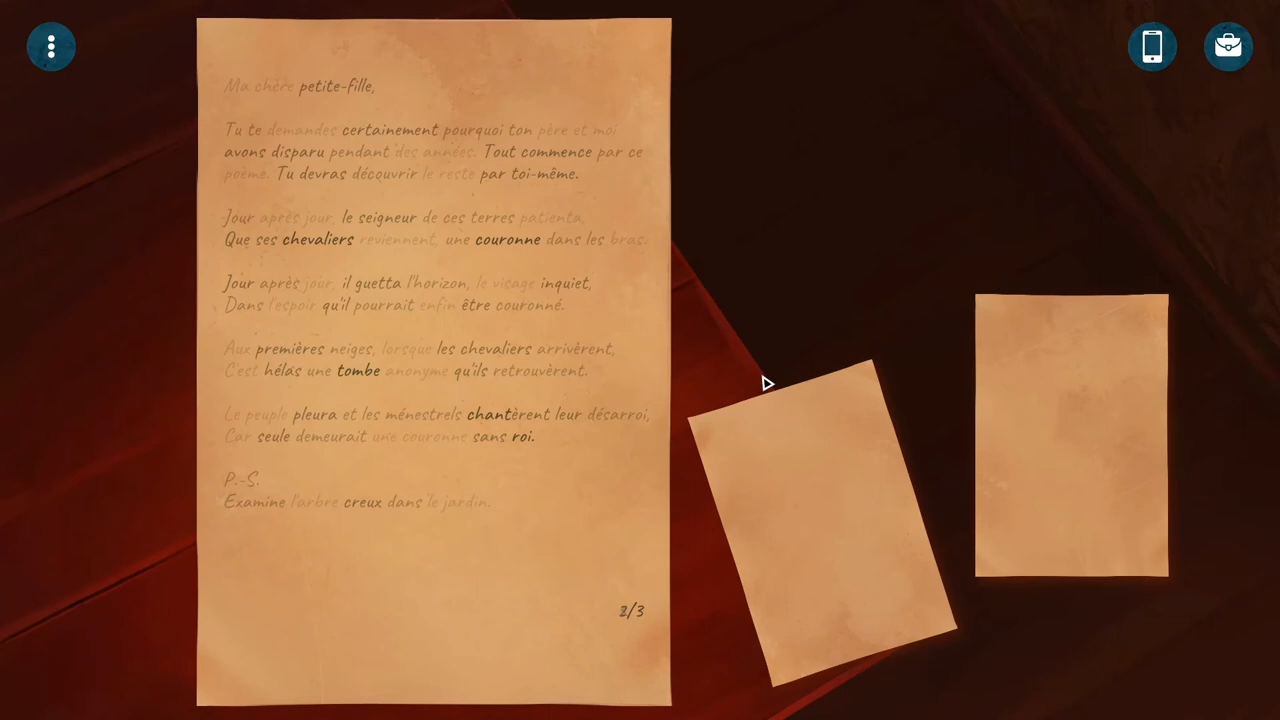 Ma chère petite-fille,
Tu te demandes certainement pourquoi ton père et moi
avons disparu pendant des années. Tout commence par ce
poème. Tu devras découvrir le reste par toi-même.
Jour après jour, le seigneur de ces terres patienta,
Que ses chevaliers reviennent, une couronne dans les bras.
Jour après jour, il guetta l'horizon, le visage inquiet,
Dans l'espoir qu'il pourrait enfin être couronné.
Aux premières neiges, lorsque les chevaliers arrivèrent,
C'est hélas une tombe anonyme qu'ils retrouvèrent.
Le peuple pleura et les ménestrels chantèrent leur désarroi,
Car seule demeurait une couronne sans roi.
P.-S.
Examine l'arbre creux dans le jardin.
2/3